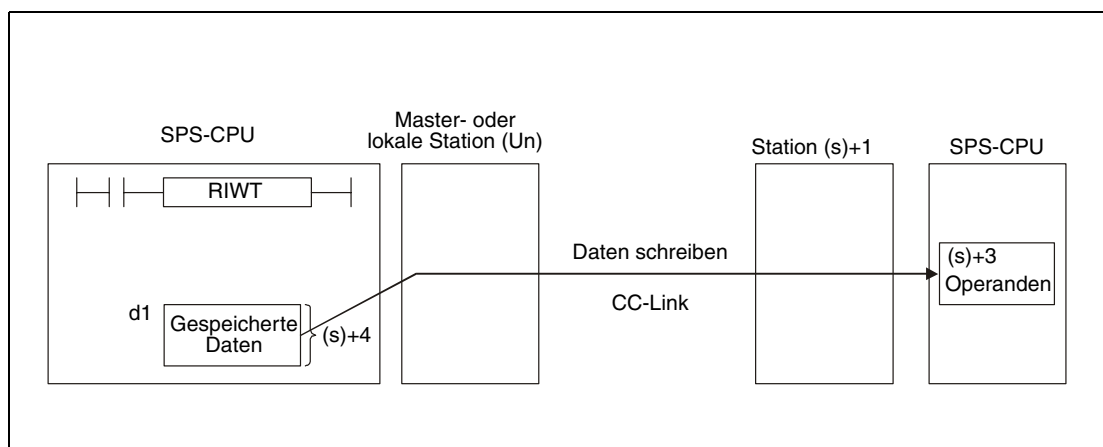 SPS-CPU
Master- oder
lokale Station (Un)
Station (s)+1
SPS-CPU
RIWT
Daten schreiben
CC-Link
(s)+3
Operanden
d1
Gespeicherte
Daten
(s)+4